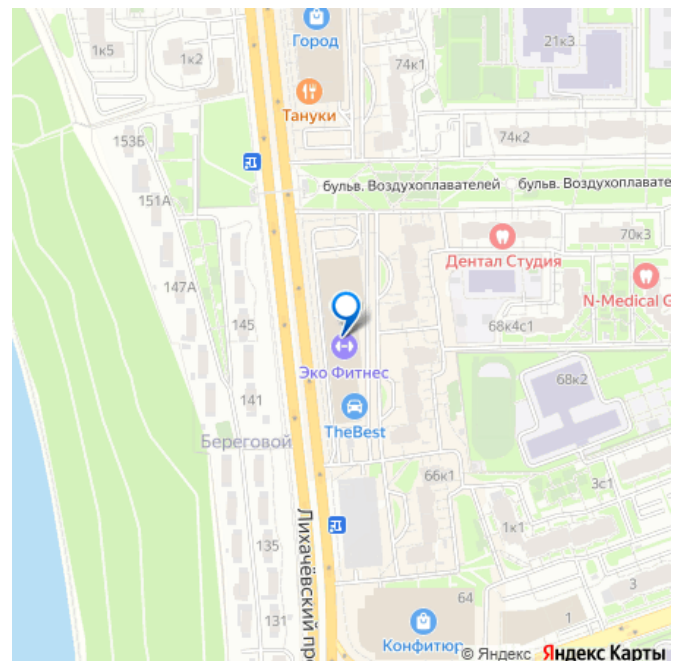 1к5
1к2
Город
21к3
74к1
Тануки
153Б
74к2
бульв. Воздухоплавателей
бульв. Воздухоплавате
151А
70к3
Дентал Студия
147А
N-Medical G
145
68к4с1
Эко Фитнес
68к2
141
TheBest
Береговой
66к1
3с1
Лихачёвский про
1к1
135
3
64
131
1
Конфитюр
© Яндекс Яндекс Карты